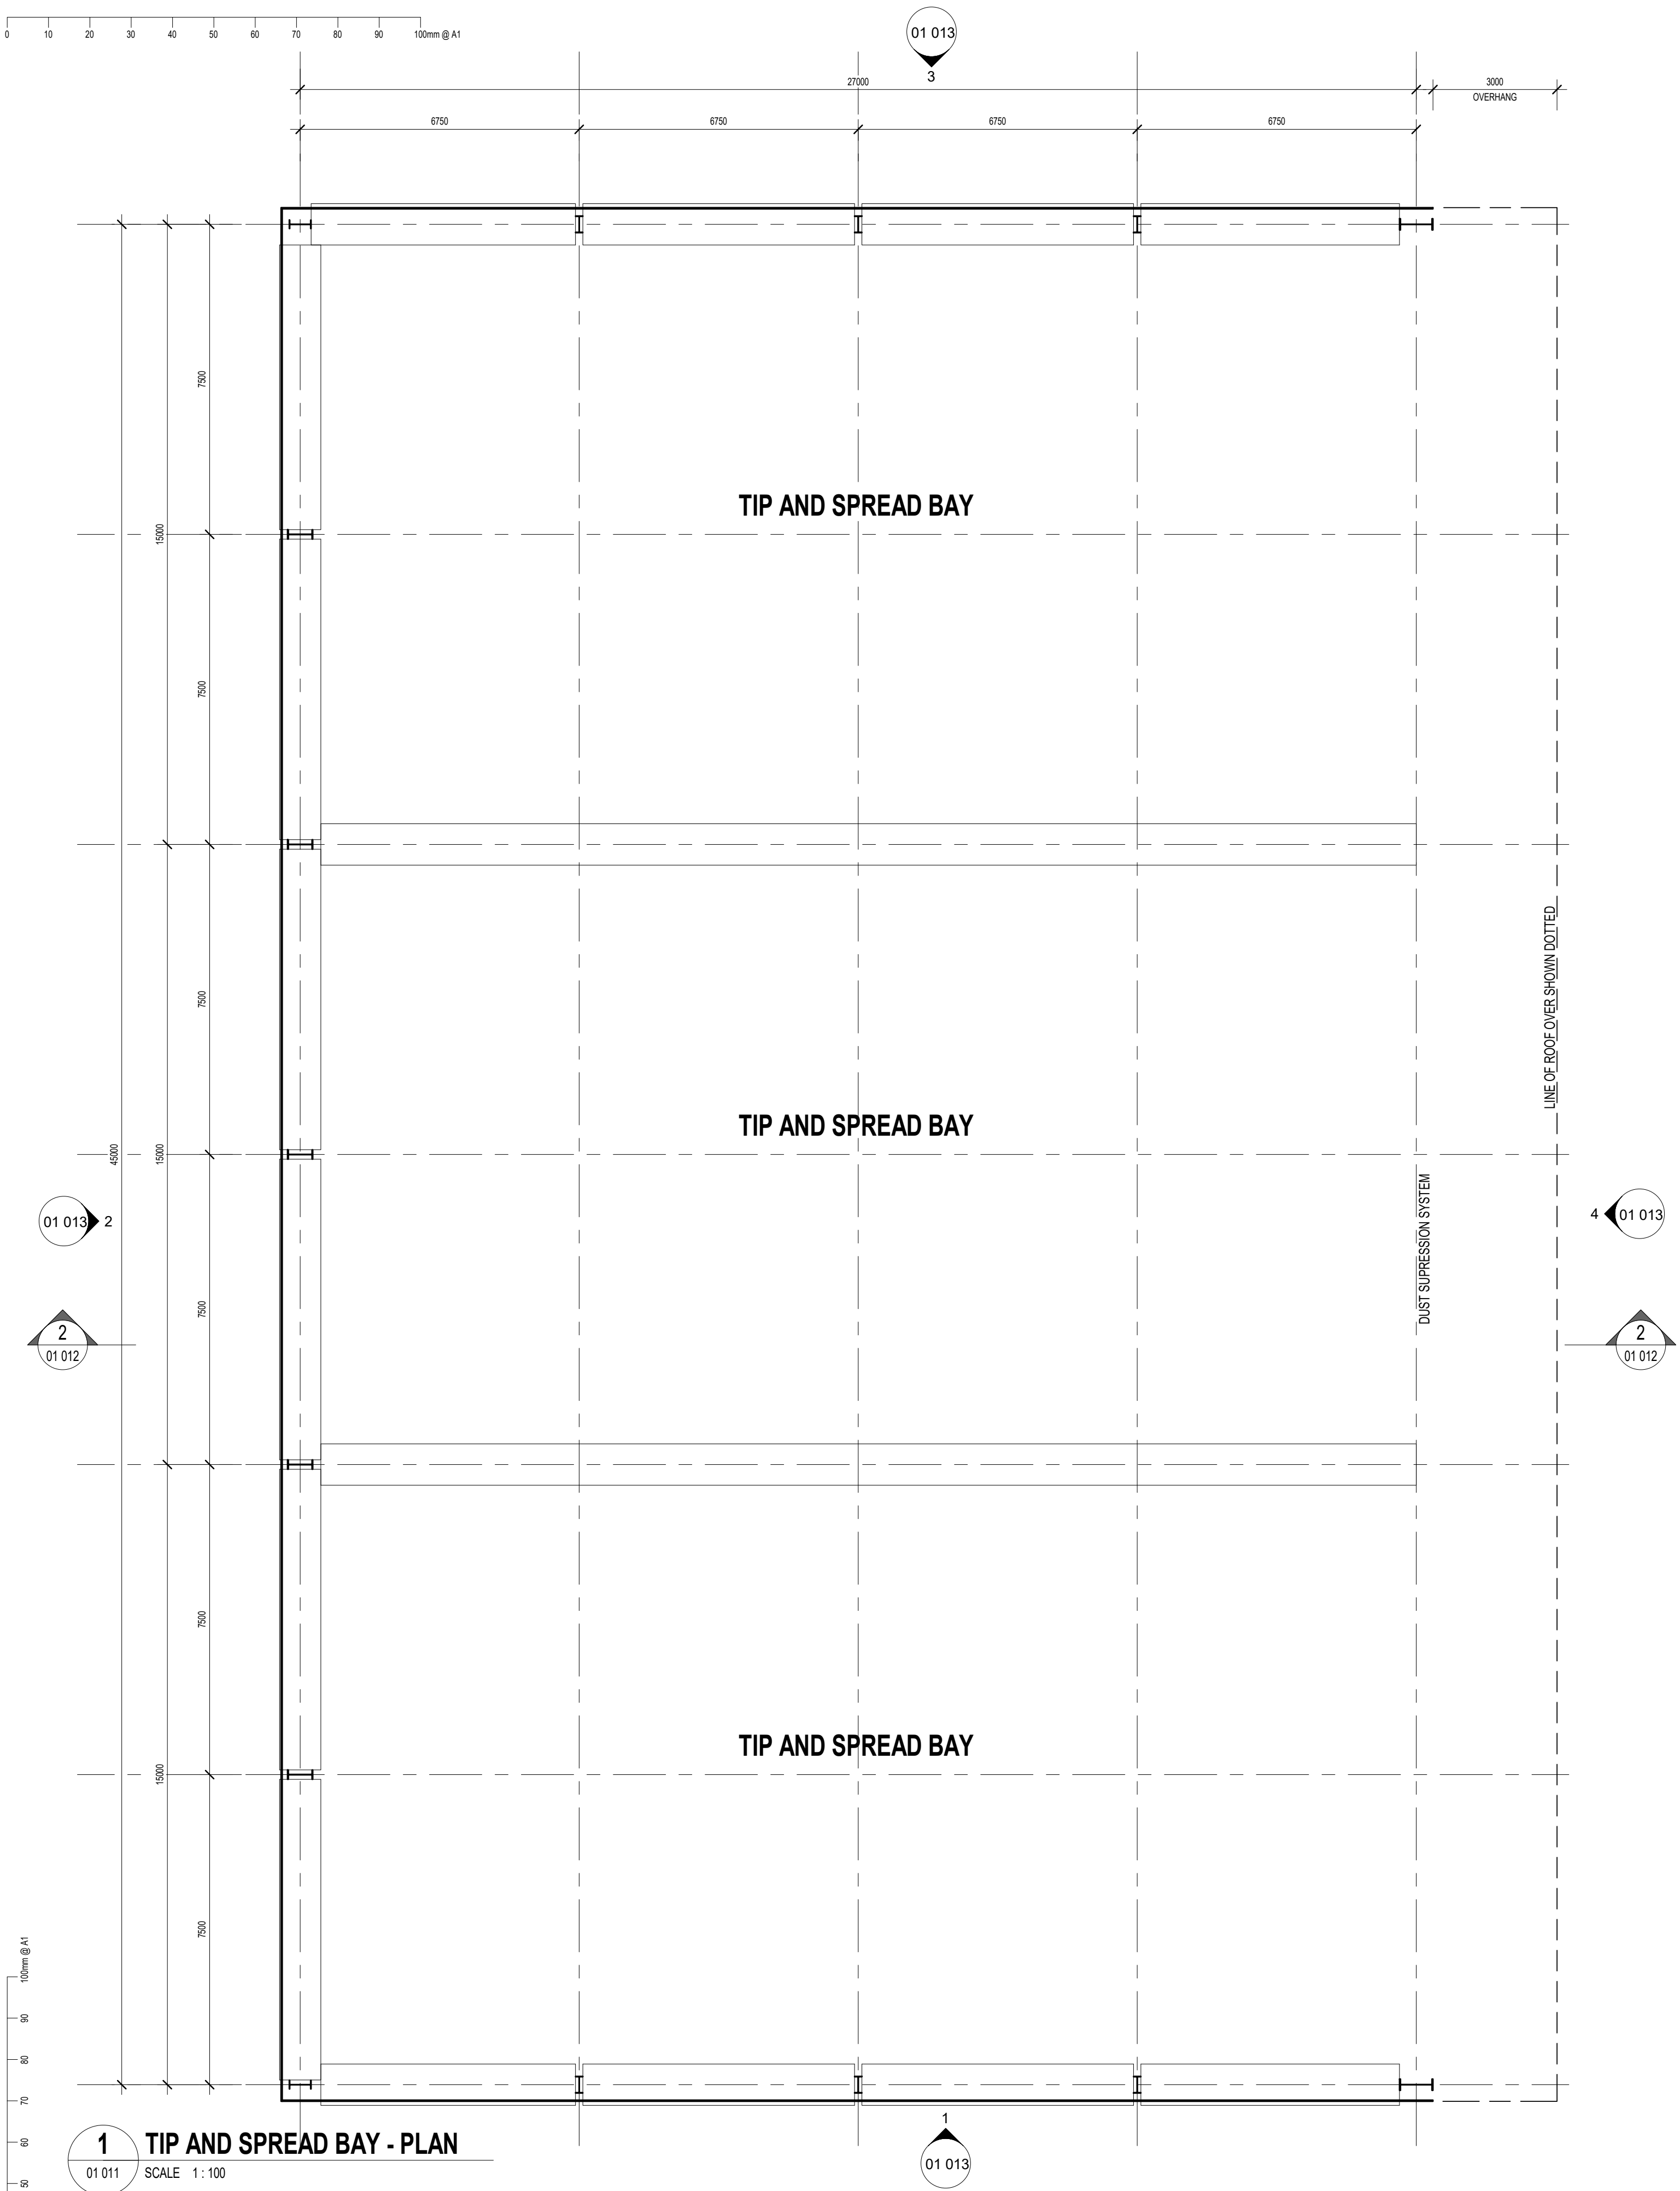 0 10 20 30 40 50 60 70 80 90 100mm @ A1
01 013
3
27000
3000
OVERHANG
6750 6750 6750 6750
7500
TIP AND SPREAD BAY
15000
7500
LINE OF ROOF OVER SHOWN DOTTED
7500
TIP AND SPREAD BAY
45000
15000
DUST SUPRESSION SYSTEM
01 013 2
4 01 013
7500
2
01 012
2
01 012
7500
TIP AND SPREAD BAY
15000
7500
100mm @ A1
90
80
70
60
50
1
01 013
1
01 011
TIP AND SPREAD BAY - PLAN
SCALE 1 : 100